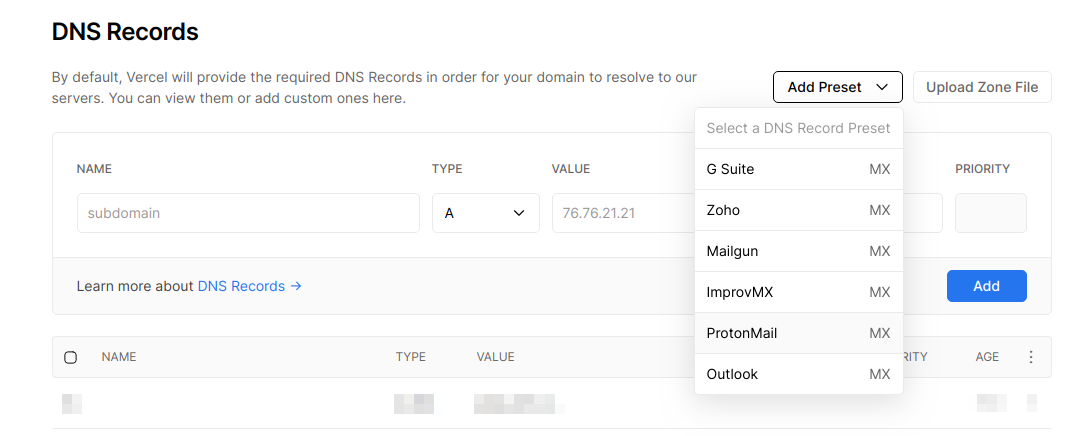 DNS Records
By default, Vercel will provide the required DNS Records in order for your domain to resolve to our
servers. You can view them or add custom ones here.
Add Preset
Upload Zone File
Select a DNS Record Preset
G Suite MX
Zoho MX
Mailgun MX
ImprovMX MX
ProtonMail MX
Outlook MX
NAME TYPE VALUE PRIORITY
subdomain A 76.76.21.21
Learn more about DNS Records →
Add
NAME TYPE VALUE RITY AGE